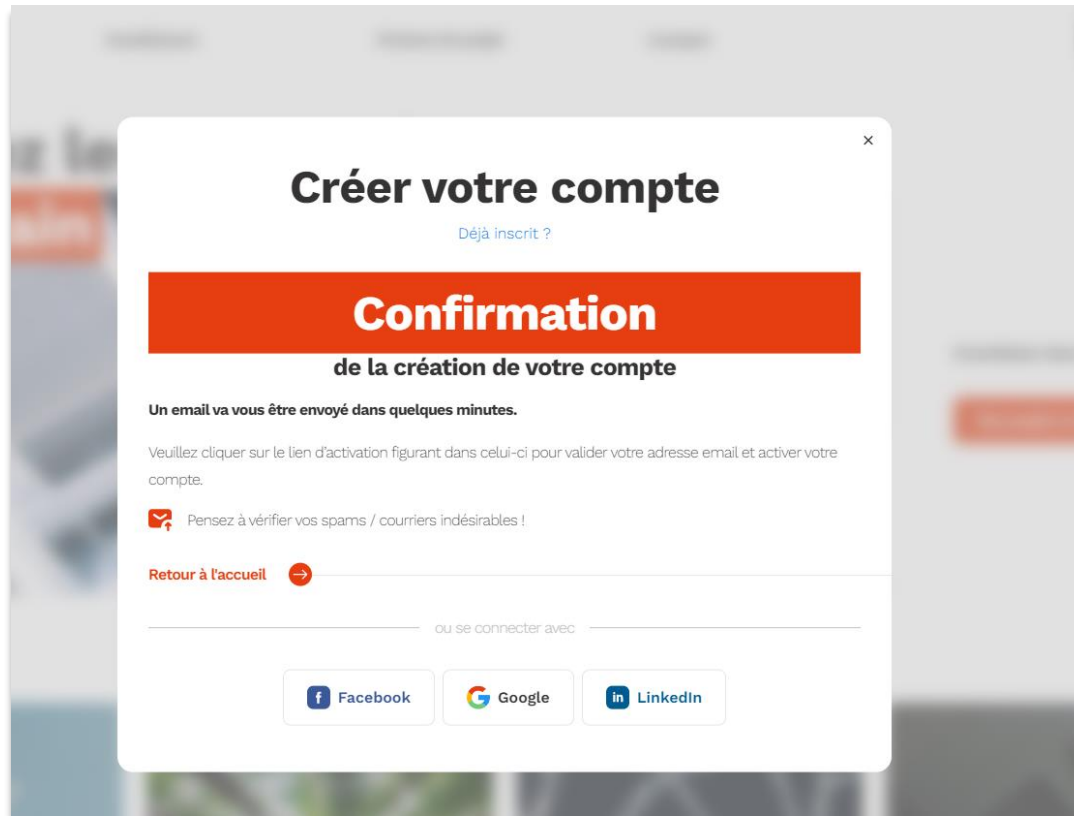 z le
ain
×
Créer votre compte
Déjà inscrit ?
Confirmation
de la création de votre compte
Un email va vous être envoyé dans quelques minutes.
Veuillez cliquer sur le lien d'activation figurant dans celui-ci pour valider votre adresse email et activer votre
compte.
Pensez à vérifier vos spams / courriers indésirables !
Retour à l'accueil
ou se connecter avec
Facebook
Google
LinkedIn